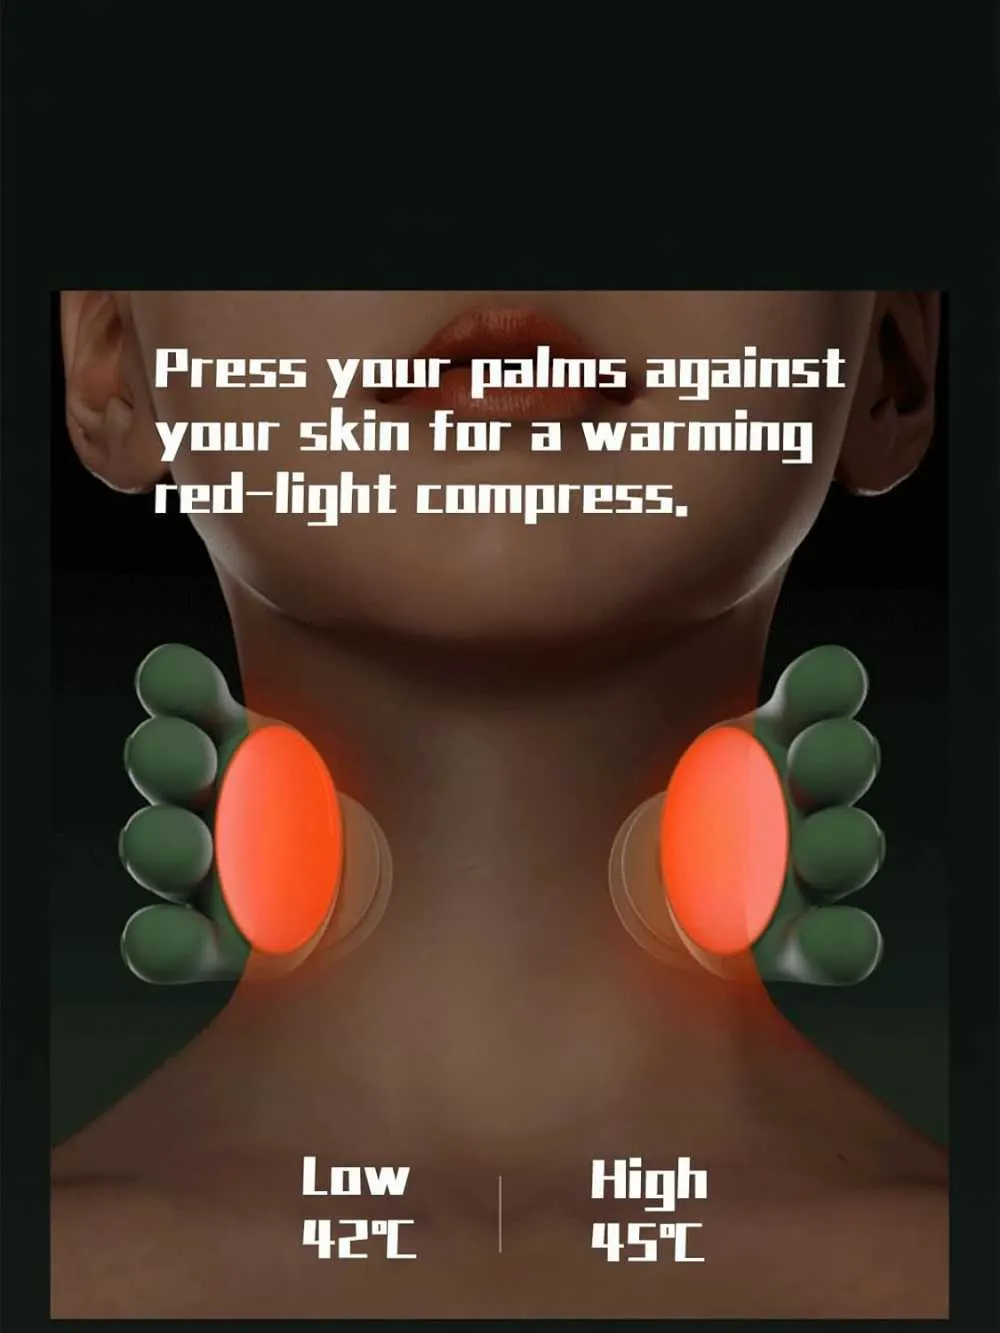 Press your palms against
your skin for a warming
red-light compress.
Low
High
42℃
45℃